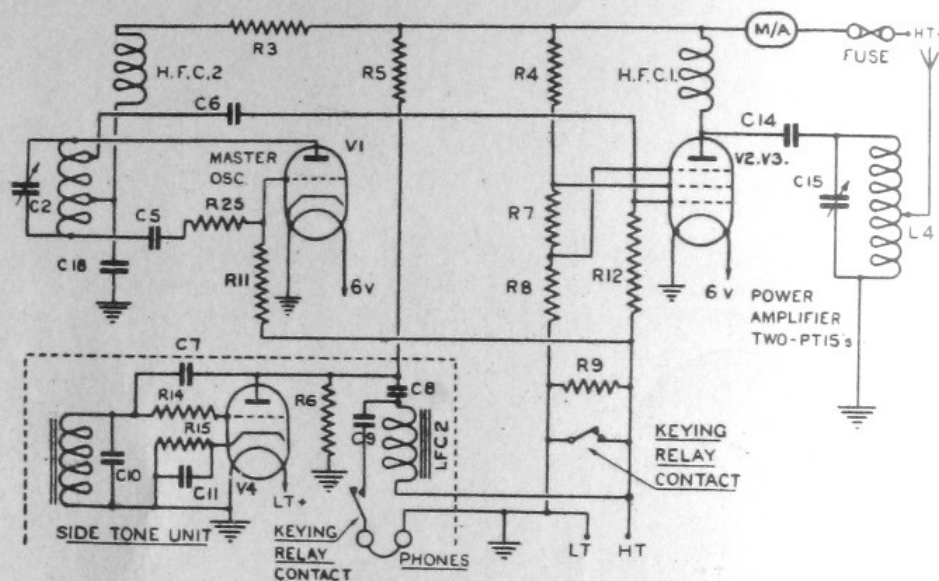 R3
M/A
HT+
FUSE
H.F.C.2
R5
R4
H.F.C.1.
C6
C14
V1
V2.V3.
MASTER
OSC.
C15
C2
C5
R25
R7
L4
C18
R11
R8
R12
6v
6v
POWER
AMPLIFIER
TWO-PT15's
C7
C8
R9
R14
R6
R15
C9
LFC2
KEYING
RELAY
CONTACT
C10
C11
V4
LT+
SIDE TONE UNIT
KEYING
RELAY
CONTACT
PHONES
LT
HT